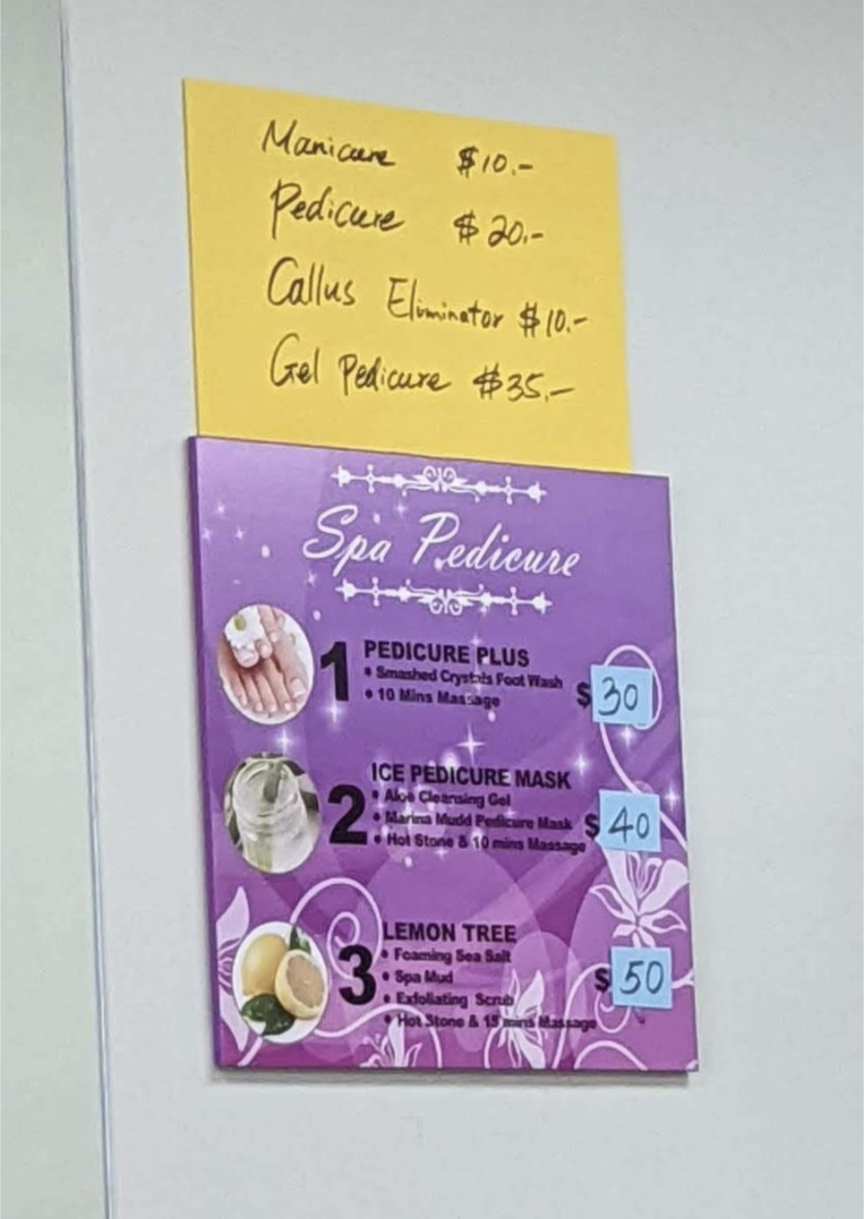 Manicure $10.-
Pedicure $20.-
Callus Eliminator $10.-
Gel Pedicure $35.-
Spa Pedicure
1 PEDICURE PLUS
• Smashed Crystals Foot Wash
• 10 Mins Massage $30
2 ICE PEDICURE MASK
• Aloe Cleansing Gel
• Marina Mudd Pedicure Mask $40
• Hot Stone & 10 mins Massage
3 LEMON TREE
• Foaming Sea Salt
• Spa Mud $50
• Exfoliating Scrub
• Hot Stone & 15 mins Massage